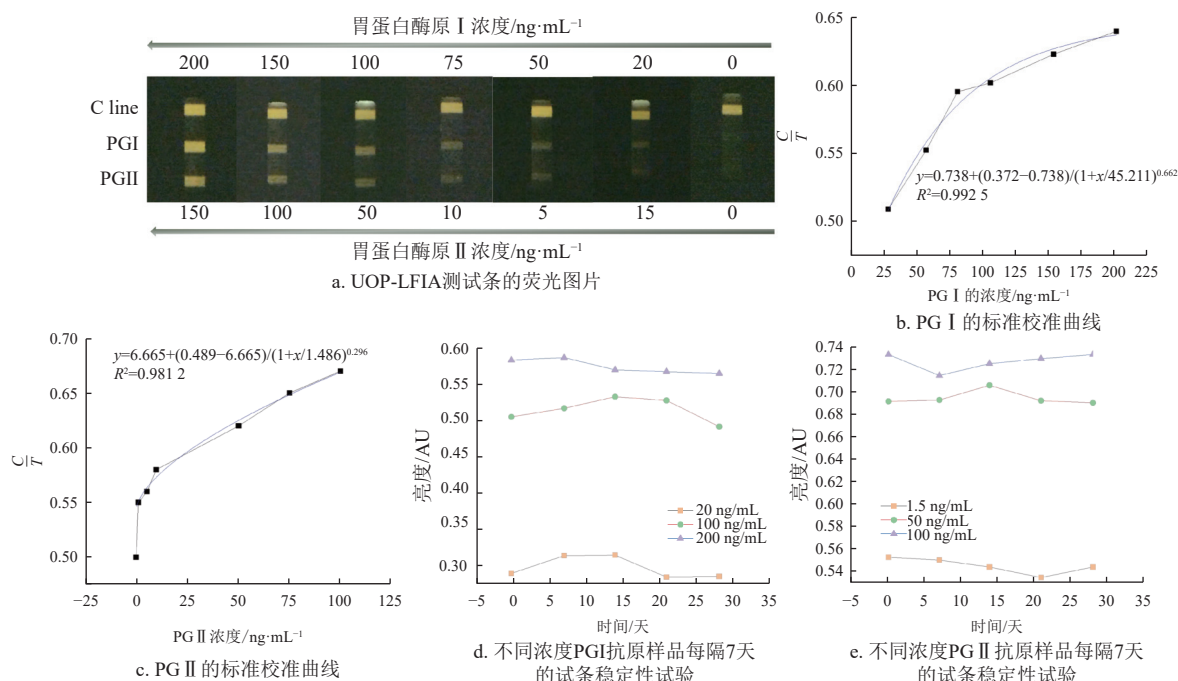 胃蛋白酶原 Ⅰ 浓度/ng·mL⁻¹
200 150 100 75 50 20 0
C line
PGI
PGII
150 100 50 10 5 15 0
胃蛋白酶原 Ⅱ 浓度/ng·mL⁻¹
a. UOP-LFIA测试条的荧光图片
0.65
0.60
0.55
0.50
C/T
y=0.738+(0.372−0.738)/(1+x/45.211)^0.662
R²=0.992 5
0 25 50 75 100 125 150 175 200 225
PG Ⅰ 的浓度/ng·mL⁻¹
b. PG Ⅰ 的标准校准曲线
0.70
0.65
0.60
0.55
0.50
C/T
y=6.665+(0.489−6.665)/(1+x/1.486)^0.296
R²=0.981 2
−25 0 25 50 75 100 125
PG Ⅱ 浓度/ng·mL⁻¹
c. PG Ⅱ 的标准校准曲线
0.60
0.55
0.50
0.45
0.40
0.35
0.30
亮度/AU
20 ng/mL
100 ng/mL
200 ng/mL
−5 0 5 10 15 20 25 30 35
时间/天
d. 不同浓度PGI抗原样品每隔7天
的试条稳定性试验
0.74
0.72
0.70
0.68
0.66
0.64
0.58
0.56
0.54
亮度/AU
1.5 ng/mL
50 ng/mL
100 ng/mL
−5 0 5 10 15 20 25 30 35
时间/天
e. 不同浓度PG Ⅱ 抗原样品每隔7天
的试条稳定性试验